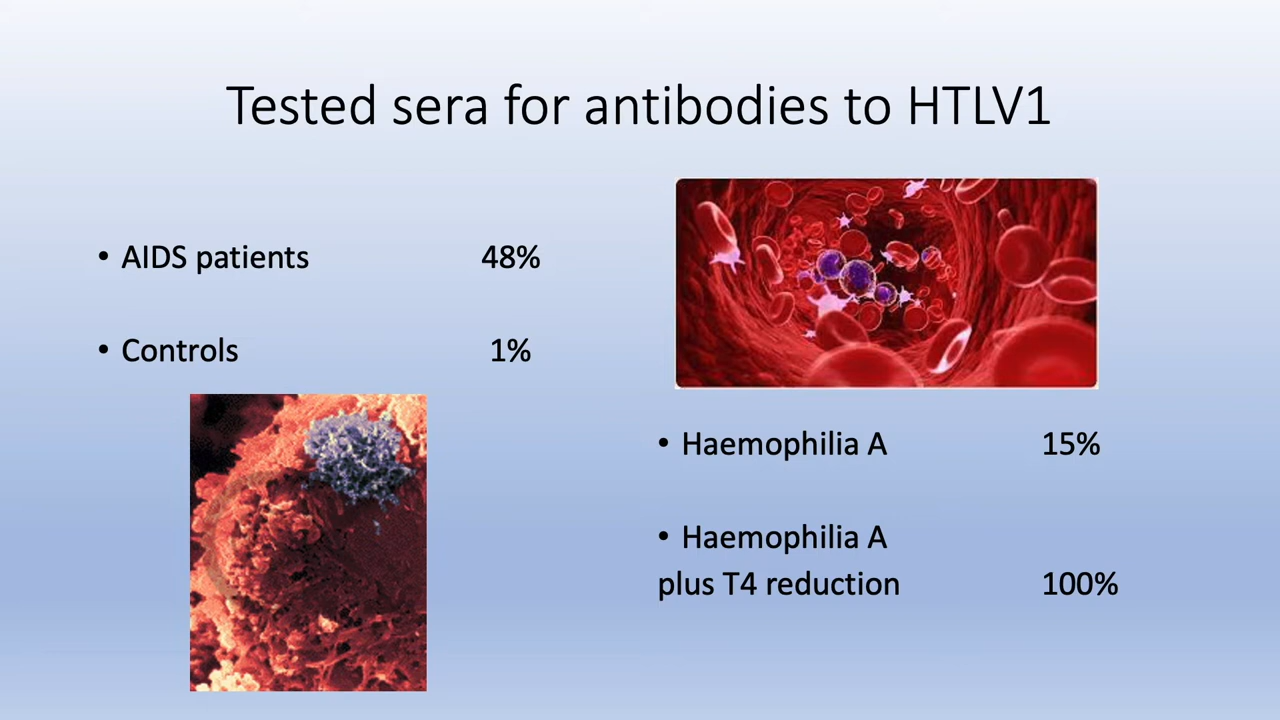 Tested sera for antibodies to HTLV1
• AIDS patients 48%
• Controls 1%
• Haemophilia A 15%
• Haemophilia A
plus T4 reduction 100%